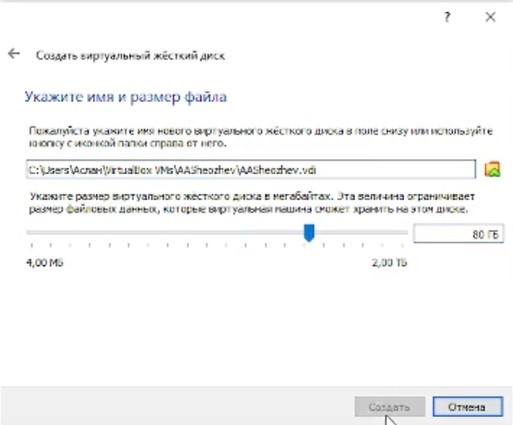 ?
Создать виртуальный жёсткий диск
Укажите имя и размер файла
Пожалуйста укажите имя нового виртуального жёсткого диска в поле снизу или используйте
кнопку с иконкой папки справа от него.
C:\Users\Аслан\VirtualBox VMs\AASheozhev\AASheozhev.vdi
Укажите размер виртуального жёсткого диска в мегабайтах. Эта величина ограничивает
размер файловых данных, которые виртуальная машина сможет хранить на этом диске.
80 ГБ
4,00 МБ 2,00 ТБ
Создать Отмена